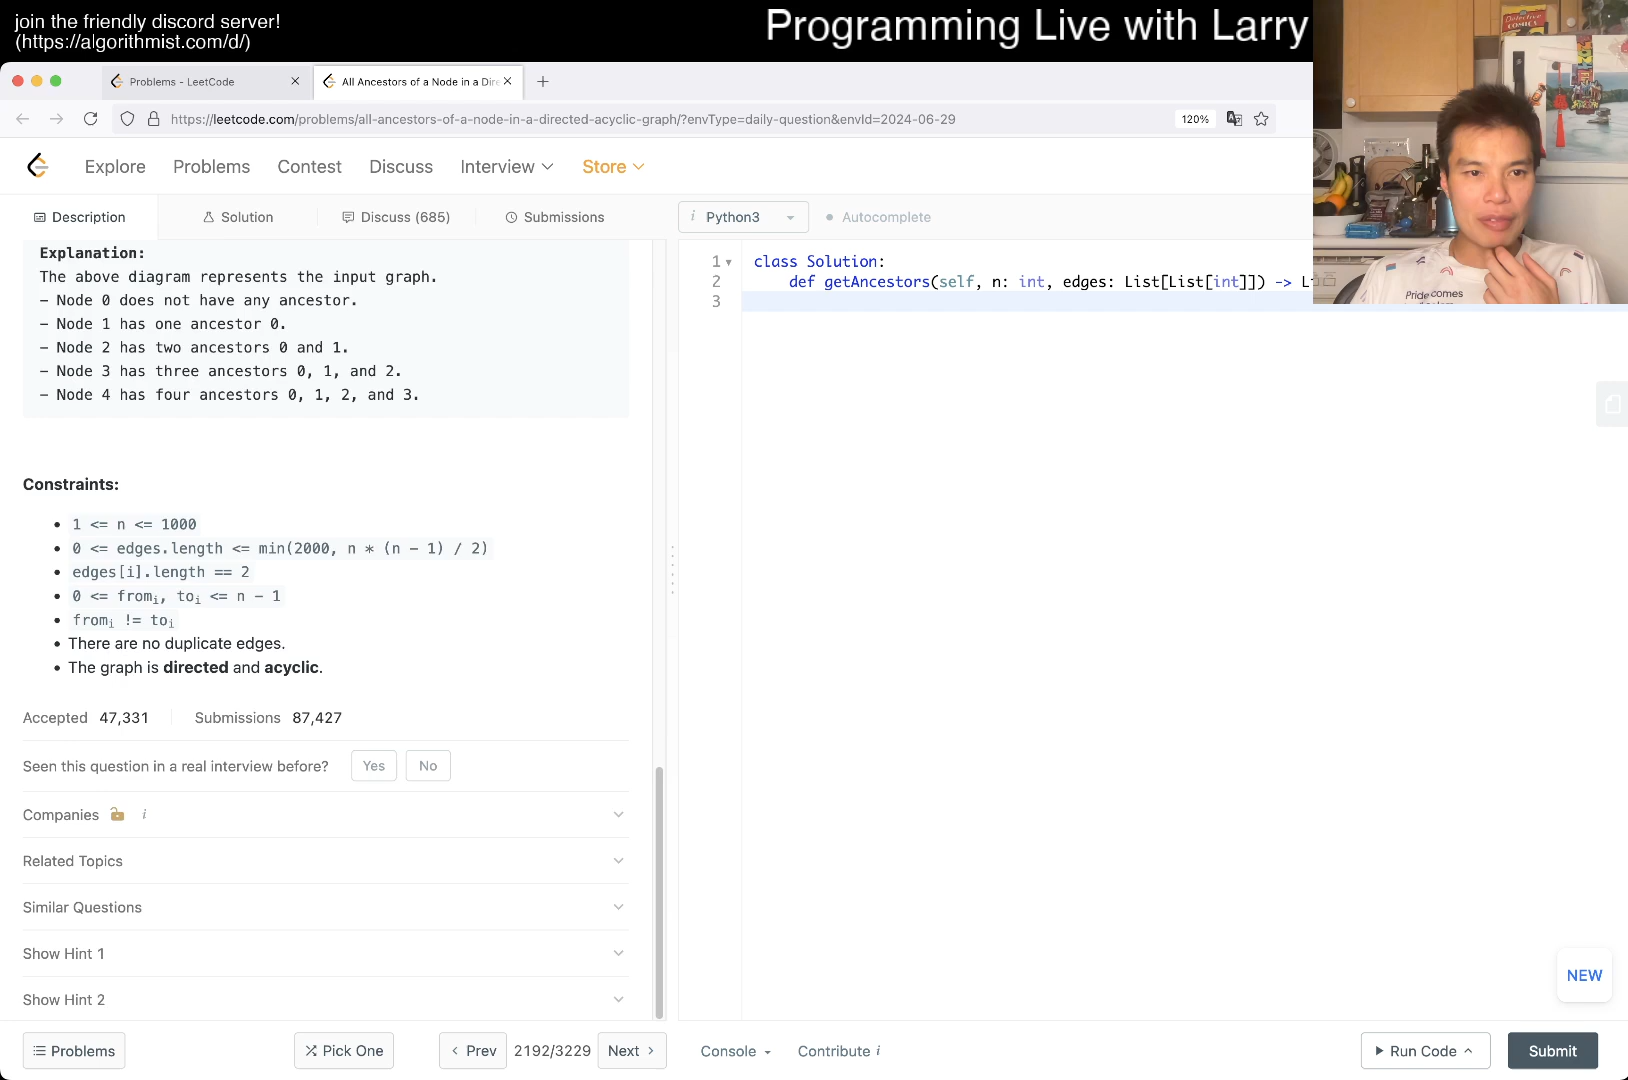 join the friendly discord server!
(https://algorithmist.com/d/)
Programming Live with Larry
Problems - LeetCode
All Ancestors of a Node in a Dire
https://leetcode.com/problems/all-ancestors-of-a-node-in-a-directed-acyclic-graph/?envType=daily-question&envId=2024-06-29
120%
Explore
Problems
Contest
Discuss
Interview
Store
Description
Solution
Discuss (685)
Submissions
i Python3
Autocomplete
Explanation:
The above diagram represents the input graph.
- Node 0 does not have any ancestor.
- Node 1 has one ancestor 0.
- Node 2 has two ancestors 0 and 1.
- Node 3 has three ancestors 0, 1, and 2.
- Node 4 has four ancestors 0, 1, 2, and 3.
Constraints:
• 1 <= n <= 1000
• 0 <= edges.length <= min(2000, n * (n - 1) / 2)
• edges[i].length == 2
• 0 <= fromi, toi <= n - 1
• fromi != toi
• There are no duplicate edges.
• The graph is directed and acyclic.
Accepted 47,331
Submissions 87,427
Seen this question in a real interview before?
Yes
No
Companies i
Related Topics
Similar Questions
Show Hint 1
Show Hint 2
1 class Solution:
2 def getAncestors(self, n: int, edges: List[List[int]]) -> Li
3
Pride comes
NEW
Problems
Pick One
Prev
2192/3229
Next
Console
Contribute i
Run Code
Submit